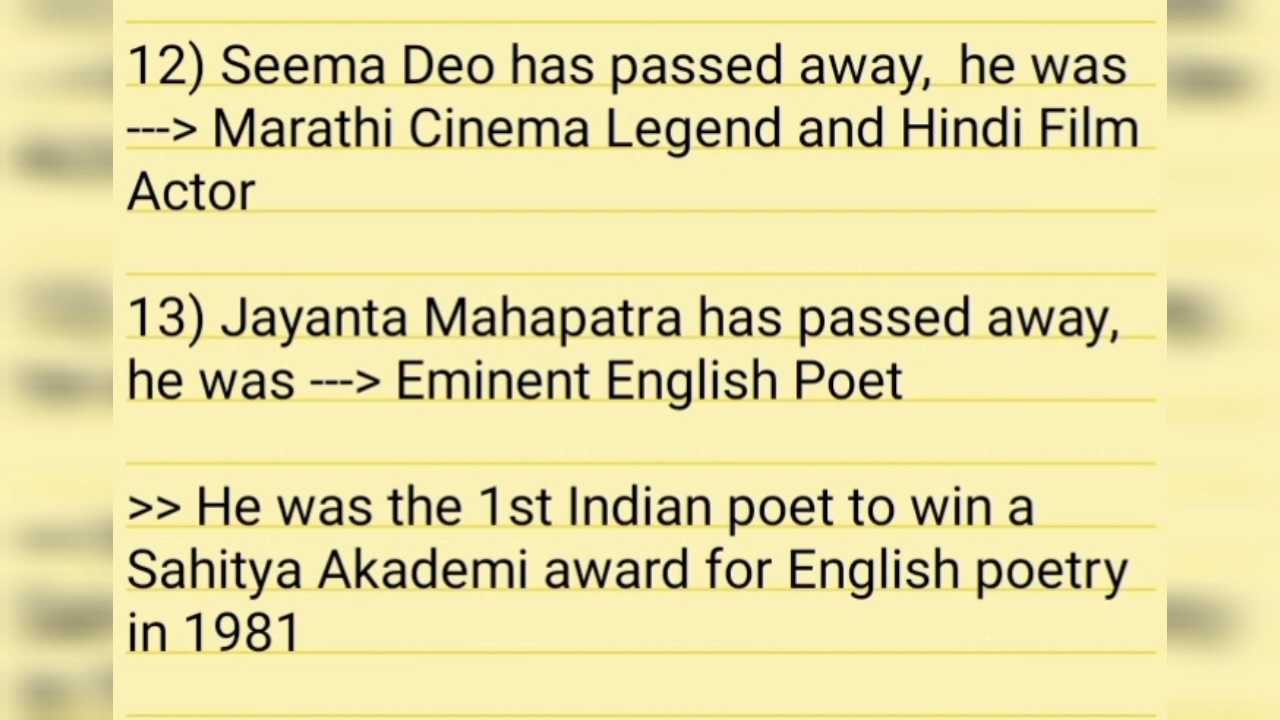 12) Seema Deo has passed away,  he was
---> Marathi Cinema Legend and Hindi Film
Actor
13) Jayanta Mahapatra has passed away,
he was ---> Eminent English Poet
>> He was the 1st Indian poet to win a
Sahitya Akademi award for English poetry
in 1981